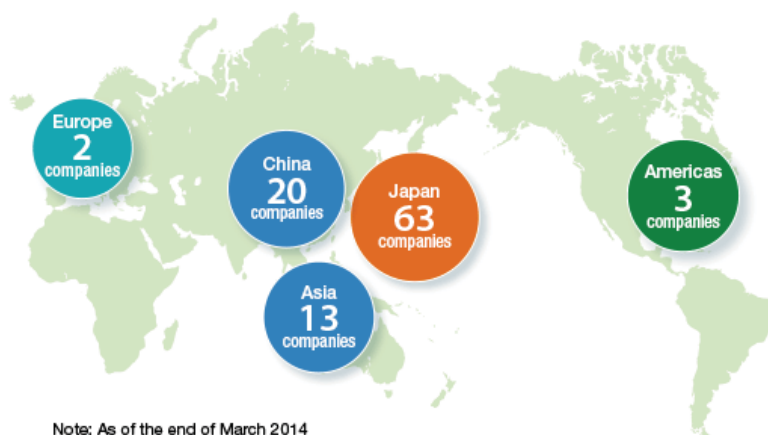 Europe
2
companies
China
20
companies
Japan
63
companies
Americas
3
companies
Asia
13
companies
Note: As of the end of March 2014